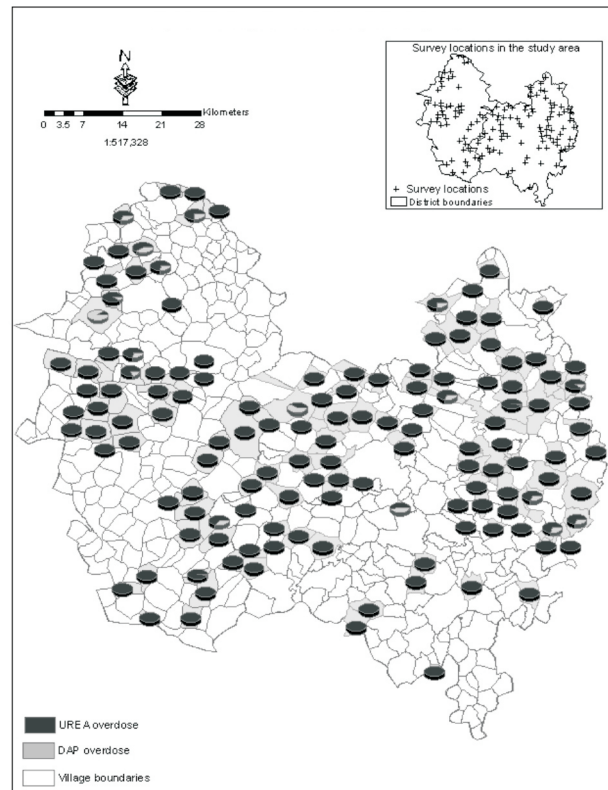 Survey locations in the study area
N
Kilometers
0 3.5 7 14 21 28
1:517,328
+ Survey locations
District boundaries
UREA overdose
DAP overdose
Village boundaries